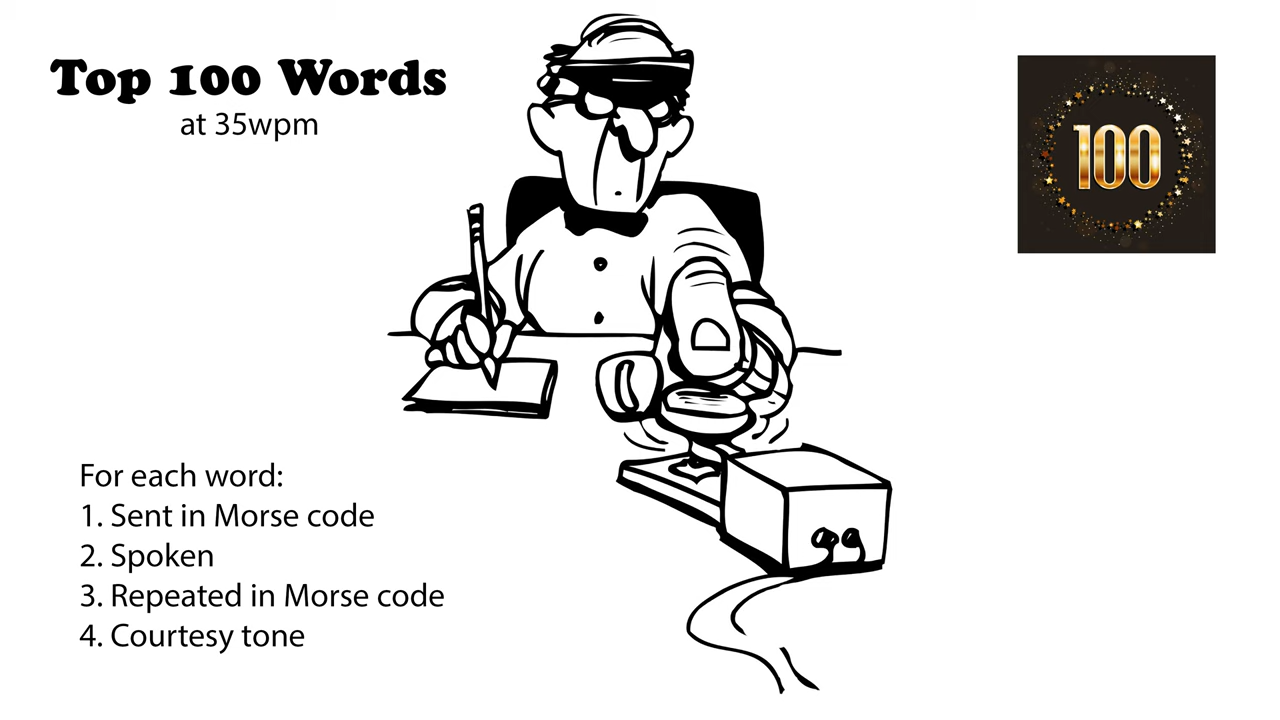 Top 100 Words
at 35wpm
100
For each word:
1. Sent in Morse code
2. Spoken
3. Repeated in Morse code
4. Courtesy tone